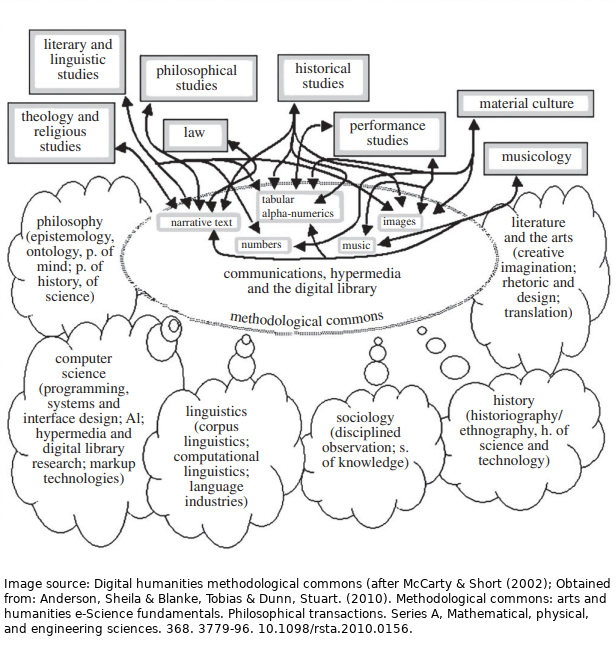 literary and
linguistic
studies
philosophical
studies
historical
studies
material culture
theology and
religious
studies
law
performance
studies
musicology
narrative text
tabular
alpha-numerics
images
numbers
music
communications, hypermedia
and the digital library
methodological commons
philosophy
(epistemology,
ontology, p. of
mind; p. of
history, of
science)
literature
and the arts
(creative
imagination;
rhetoric and
design;
translation)
computer
science
(programming,
systems and
interface design; AI;
hypermedia and
digital library
research; markup
technologies)
linguistics
(corpus
linguistics;
computational
linguistics;
language
industries)
sociology
(disciplined
observation; s.
of knowledge)
history
(historiography/
ethnography, h. of
science and
technology)
Image source: Digital humanities methodological commons (after McCarty & Short (2002); Obtained
from: Anderson, Sheila & Blanke, Tobias & Dunn, Stuart. (2010). Methodological commons: arts and
humanities e-Science fundamentals. Philosophical transactions. Series A, Mathematical, physical,
and engineering sciences. 368. 3779-96. 10.1098/rsta.2010.0156.